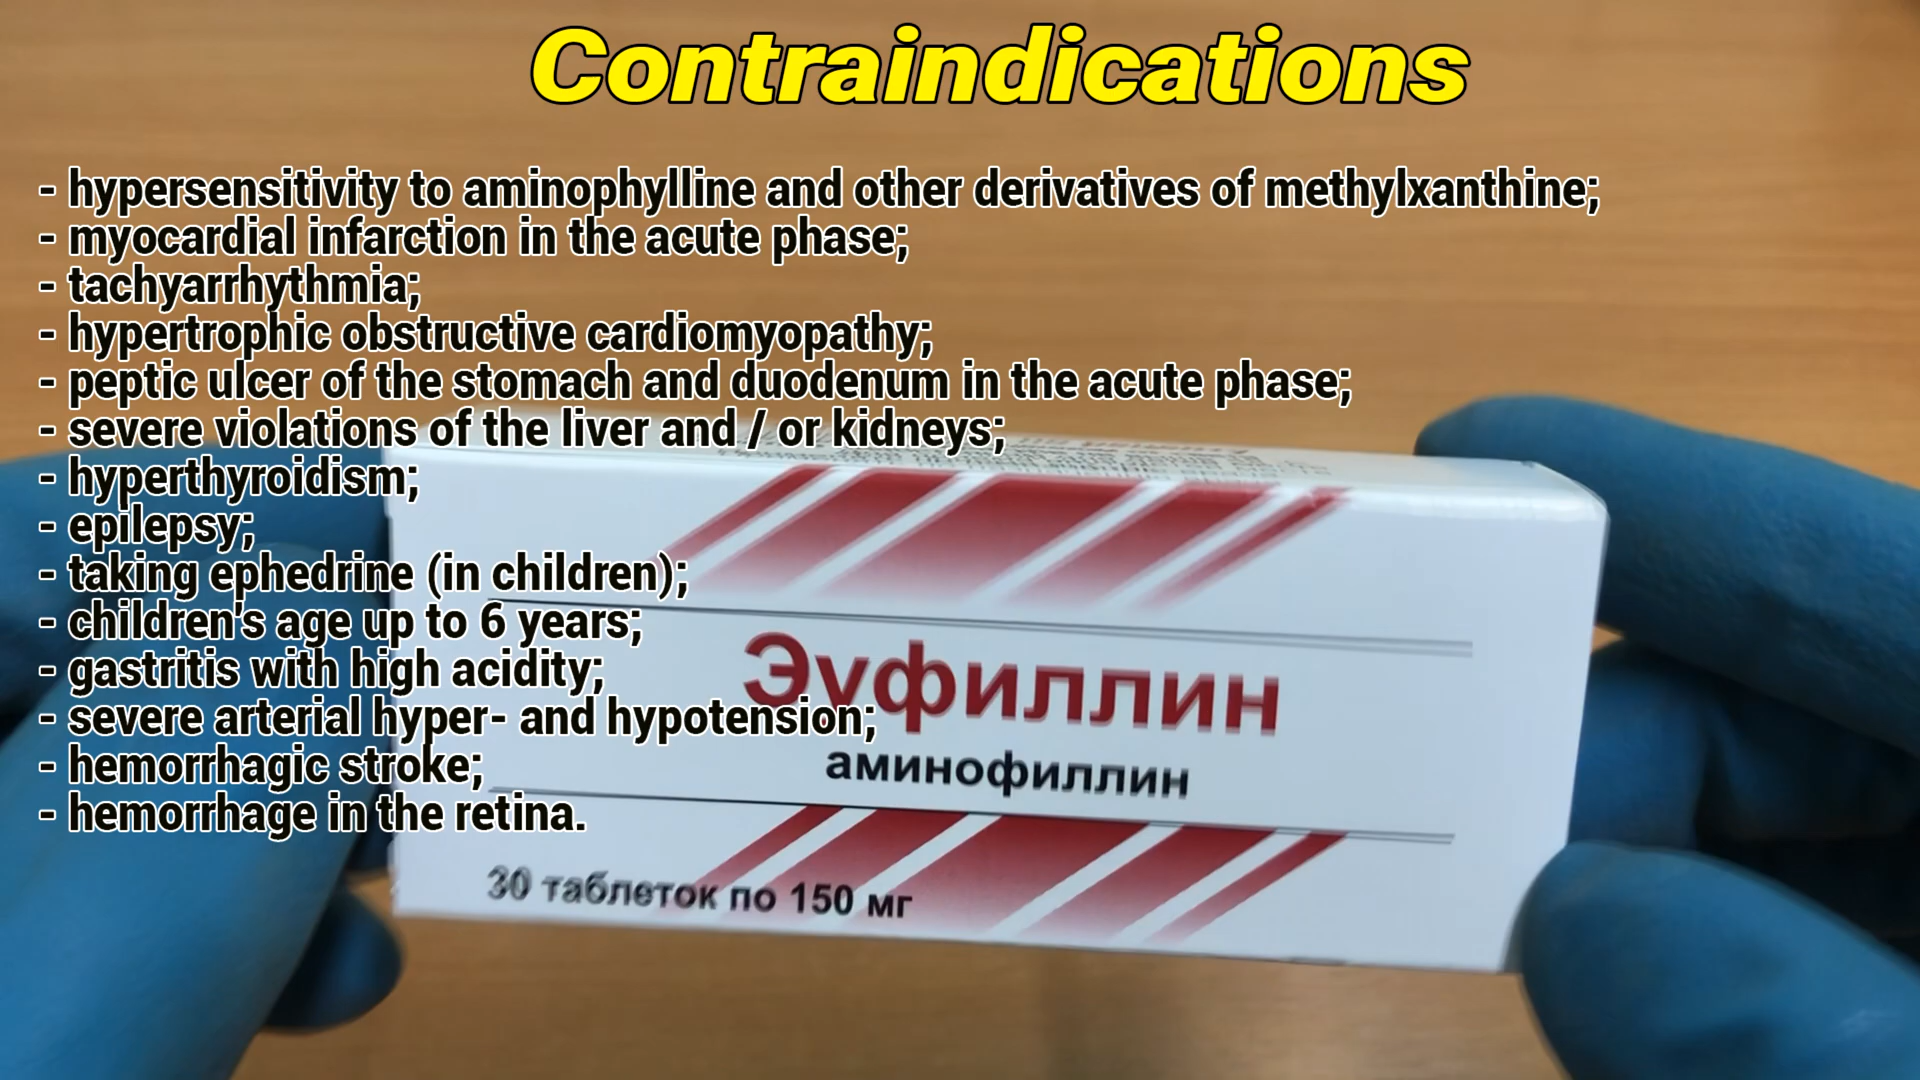 Contraindications
- hypersensitivity to aminophylline and other derivatives of methylxanthine;
- myocardial infarction in the acute phase;
- tachyarrhythmia;
- hypertrophic obstructive cardiomyopathy;
- peptic ulcer of the stomach and duodenum in the acute phase;
- severe violations of the liver and / or kidneys;
- hyperthyroidism;
- epilepsy;
- taking ephedrine (in children);
- children's age up to 6 years;
- gastritis with high acidity;
- severe arterial hyper- and hypotension;
- hemorrhagic stroke;
- hemorrhage in the retina.
Эуфиллин
аминофиллин
30 таблеток по 150 мг